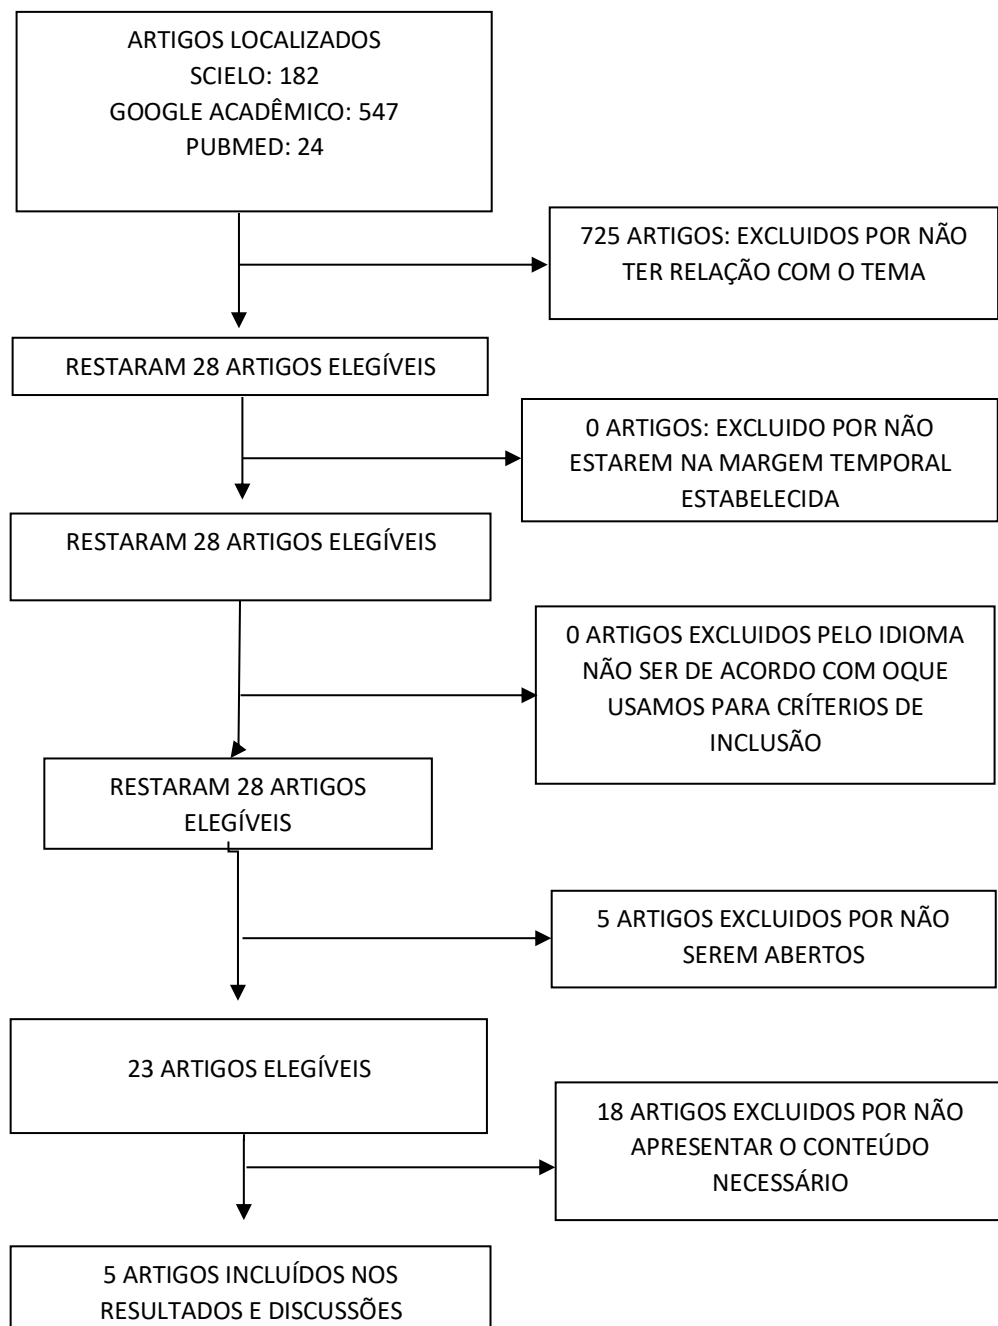 ARTIGOS LOCALIZADOS
SCIELO: 182
GOOGLE ACADÊMICO: 547
PUBMED: 24
725 ARTIGOS: EXCLUIDOS POR NÃO
TER RELAÇÃO COM O TEMA
RESTARAM 28 ARTIGOS ELEGÍVEIS
0 ARTIGOS: EXCLUIDO POR NÃO
ESTAREM NA MARGEM TEMPORAL
ESTABELECIDA
RESTARAM 28 ARTIGOS ELEGÍVEIS
0 ARTIGOS EXCLUIDOS PELO IDIOMA
NÃO SER DE ACORDO COM OQUE
USAMOS PARA CRÍTERIOS DE
INCLUSÃO
RESTARAM 28 ARTIGOS
ELEGÍVEIS
5 ARTIGOS EXCLUIDOS POR NÃO
SEREM ABERTOS
23 ARTIGOS ELEGÍVEIS
18 ARTIGOS EXCLUIDOS POR NÃO
APRESENTAR O CONTEÚDO
NECESSÁRIO
5 ARTIGOS INCLUÍDOS NOS
RESULTADOS E DISCUSSÕES